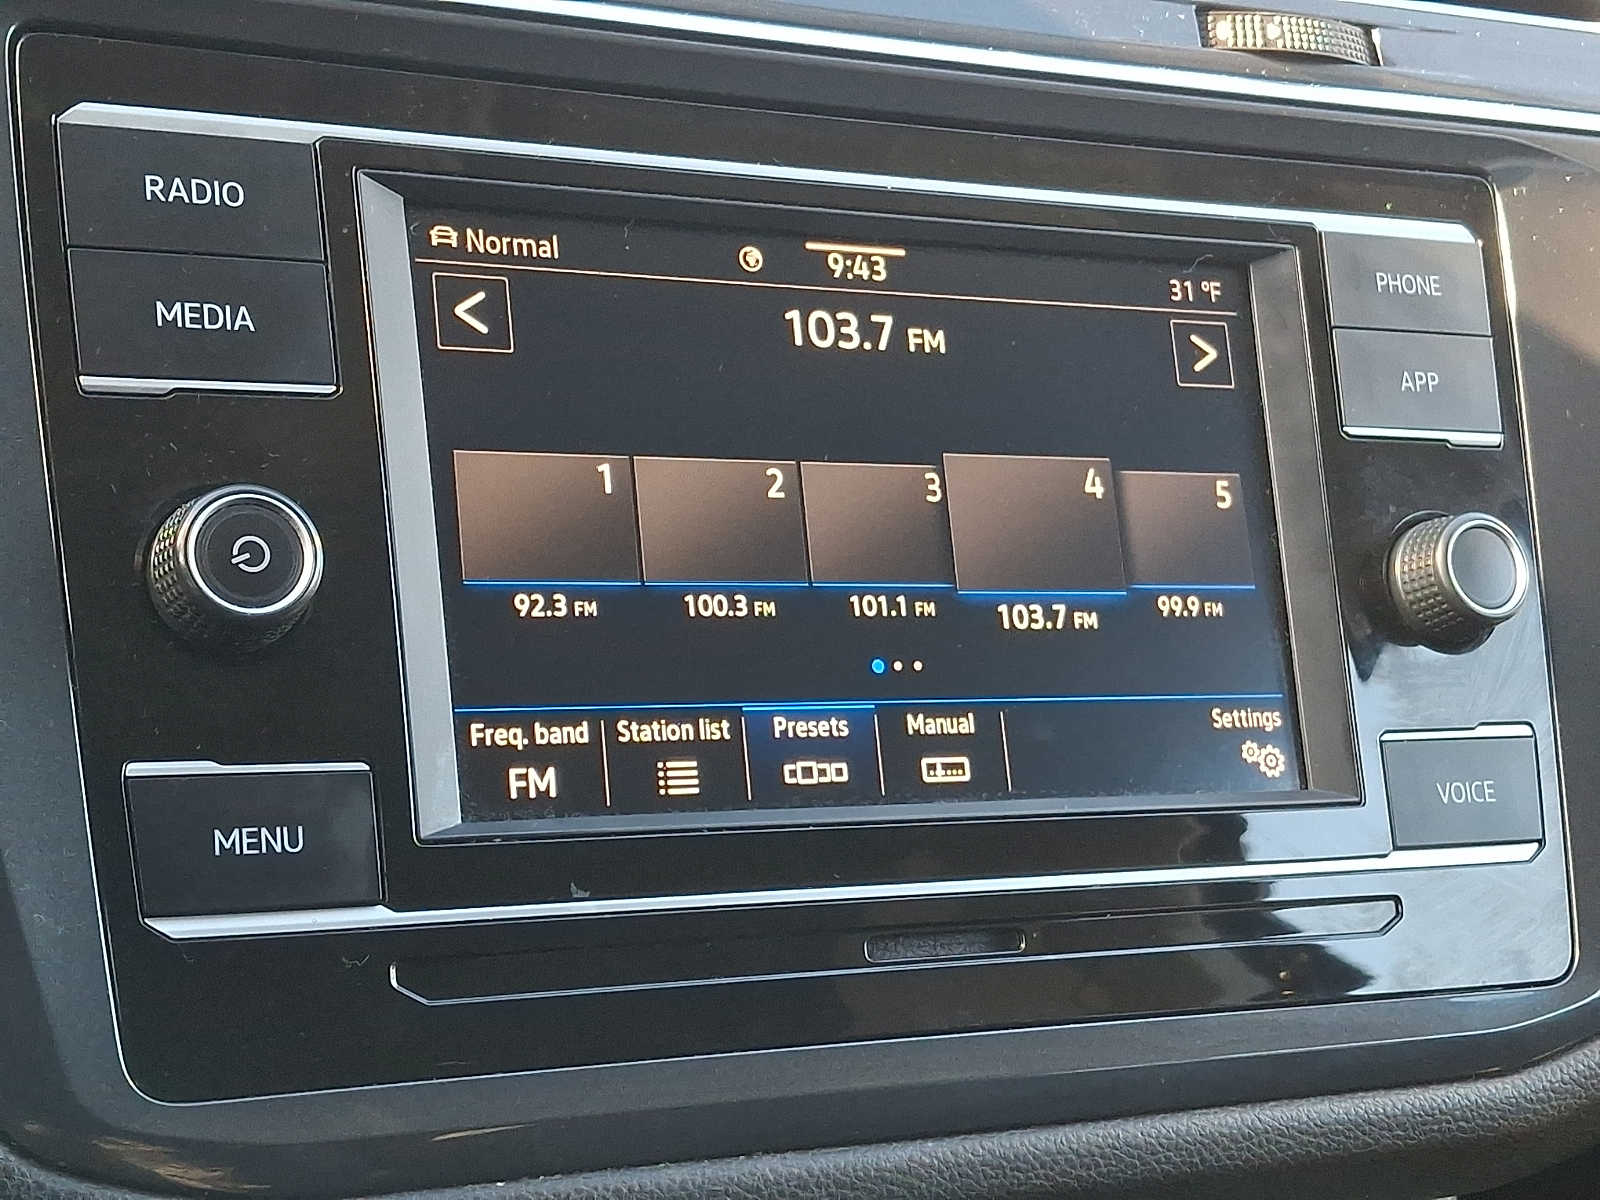 RADIO
MEDIA
MENU
Normal
9:43
31 °F
<
103.7 FM
>
1
2
3
4
5
92.3 FM
100.3 FM
101.1 FM
103.7 FM
99.9 FM
Freq. band
FM
Station list
Presets
Manual
Settings
PHONE
APP
VOICE